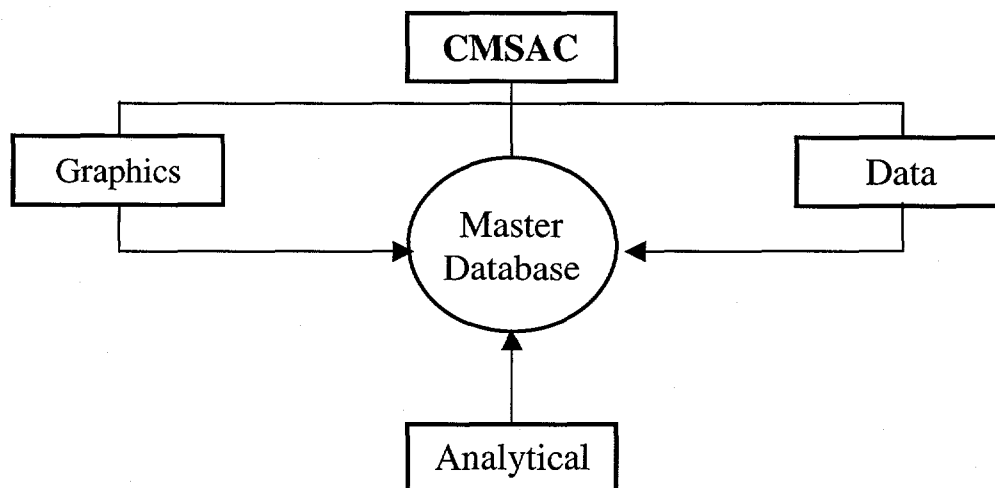 CMSAC
Graphics
Data
Master
Database
Analytical